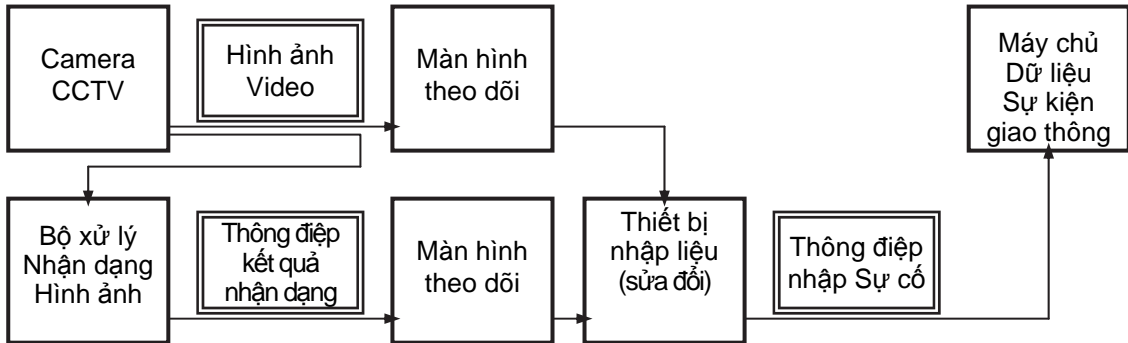 Camera
CCTV
Hình ảnh
Video
Màn hình
theo dõi
Máy chủ
Dữ liệu
Sự kiện
giao thông
Bộ xử lý
Nhận dạng
Hình ảnh
Thông điệp
kết quả
nhận dạng
Màn hình
theo dõi
Thiết bị
nhập liệu
(sửa đổi)
Thông điệp
nhập Sự cố